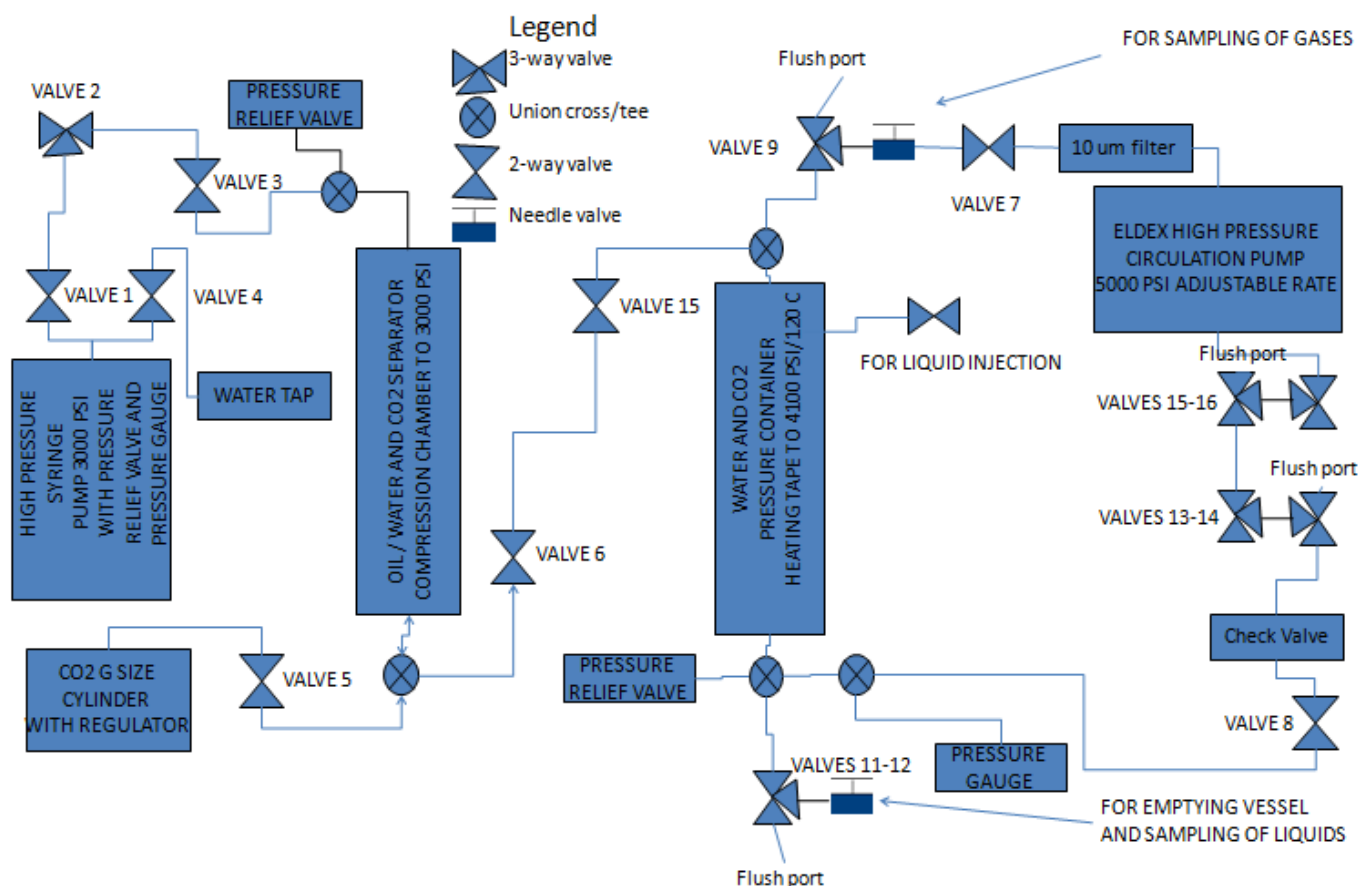 Legend
3-way valve
Union cross/tee
2-way valve
Needle valve
VALVE 2
PRESSURE
RELIEF VALVE
VALVE 3
VALVE 1
VALVE 4
HIGH PRESSURE
SYRINGE
PUMP 3000 PSI
WITH PRESSURE
RELIEF VALVE AND
PRESSURE GAUGE
WATER TAP
OIL / WATER AND CO2 SEPARATOR
COMPRESSION CHAMBER TO 3000 PSI
CO2 G SIZE
CYLINDER
WITH REGULATOR
VALVE 5
VALVE 6
VALVE 15
FOR SAMPLING OF GASES
Flush port
VALVE 9
VALVE 7
10 um filter
ELDEX HIGH PRESSURE
CIRCULATION PUMP
5000 PSI ADJUSTABLE RATE
WATER AND CO2
PRESSURE CONTAINER
HEATING TAPE TO 4100 PSI/120 C
FOR LIQUID INJECTION
Flush port
VALVES 15-16
Flush port
VALVES 13-14
Check Valve
VALVE 8
PRESSURE
RELIEF VALVE
PRESSURE
GAUGE
VALVES 11-12
FOR EMPTYING VESSEL
AND SAMPLING OF LIQUIDS
Flush port